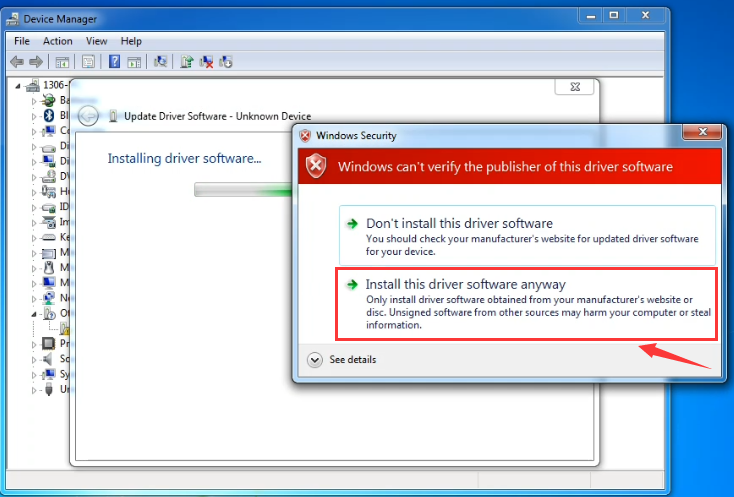 Device Manager
File Action View Help
1306-
Ba
Bl
Co
Di
Di
DV
H
ID
Im
Ke
M
M
M
Ne
Ot
Pr
So
Sy
Un
Update Driver Software - Unknown Device
Installing driver software...
Windows Security
Windows can't verify the publisher of this driver software
Don't install this driver software
You should check your manufacturer's website for updated driver software
for your device.
Install this driver software anyway
Only install driver software obtained from your manufacturer's website or
disc. Unsigned software from other sources may harm your computer or steal
information.
See details